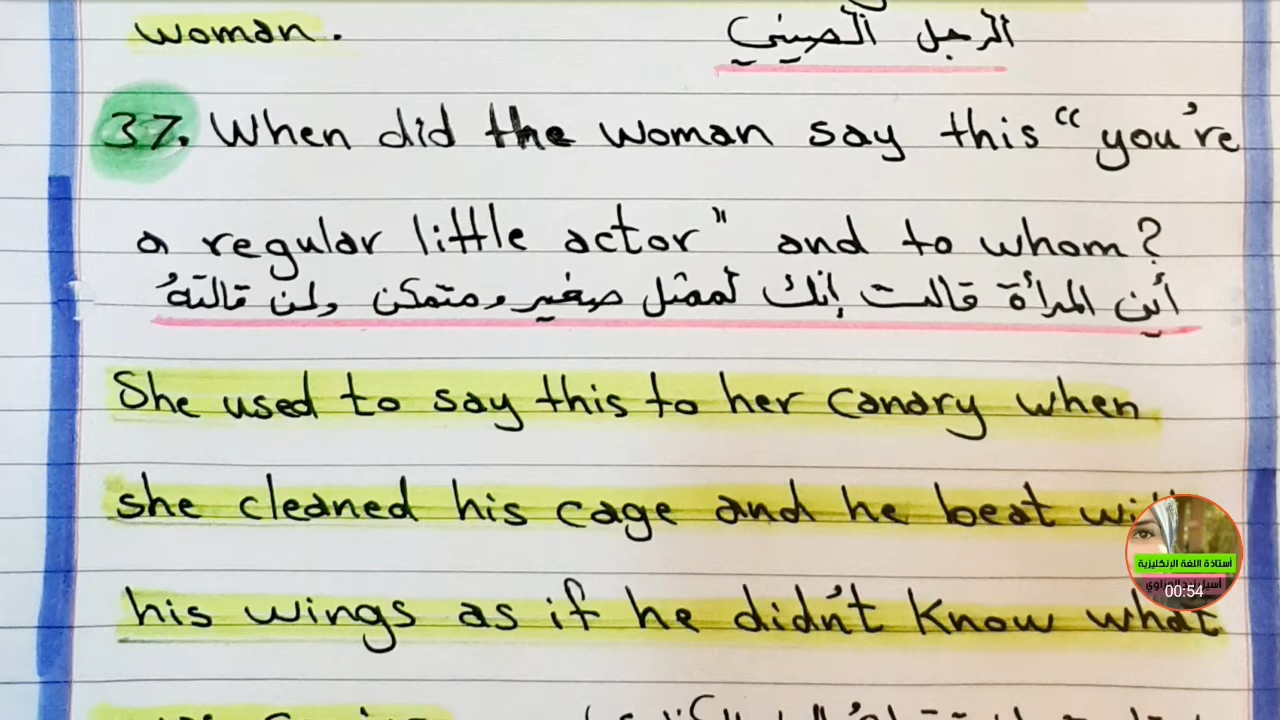 woman.
الرجل الصيني
37. When did the woman say this "you're
a regular little actor" and to whom?
أين المرأة قالت إنك لممثل صغير ومتمكن ولمن قالتهُ
She used to say this to her canary when
she cleaned his cage and he beat
أستاذة اللغة الإنكليزية
00:54
his wings as if he didn't know what